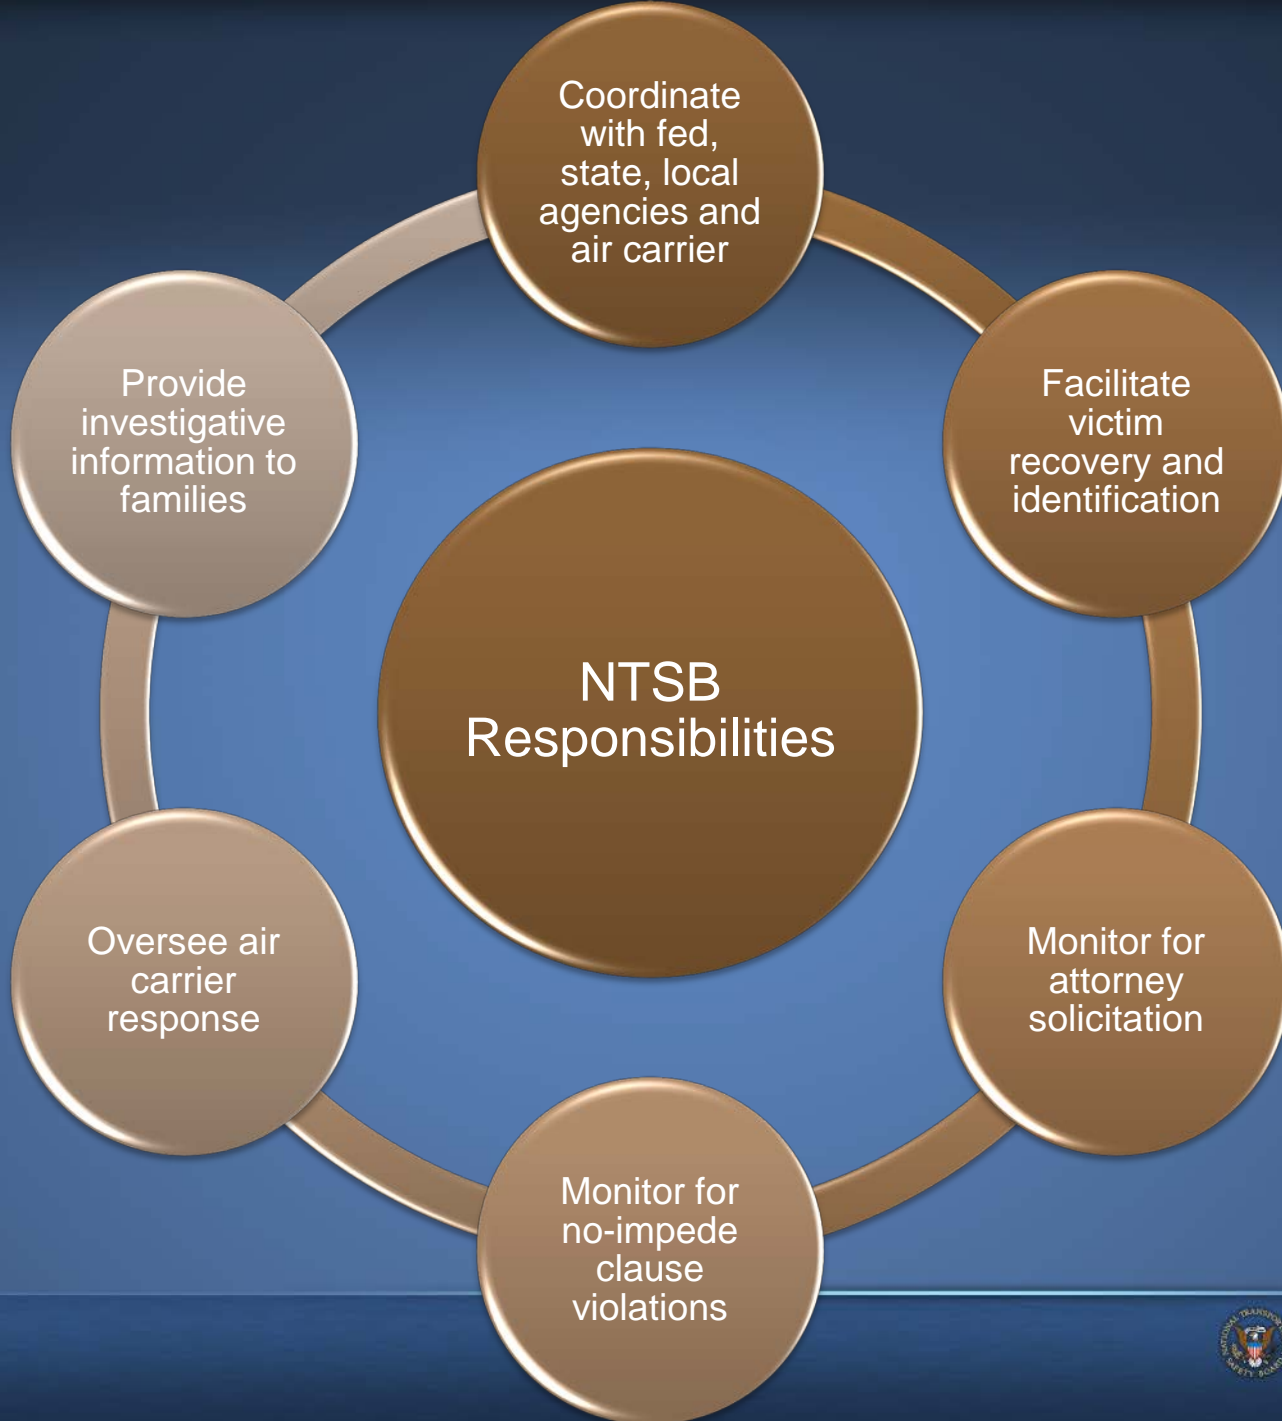 Coordinate
with fed,
state, local
agencies and
air carrier
Facilitate
victim
recovery and
identification
Monitor for
attorney
solicitation
Monitor for
no-impede
clause
violations
Oversee air
carrier
response
Provide
investigative
information to
families
NTSB
Responsibilities